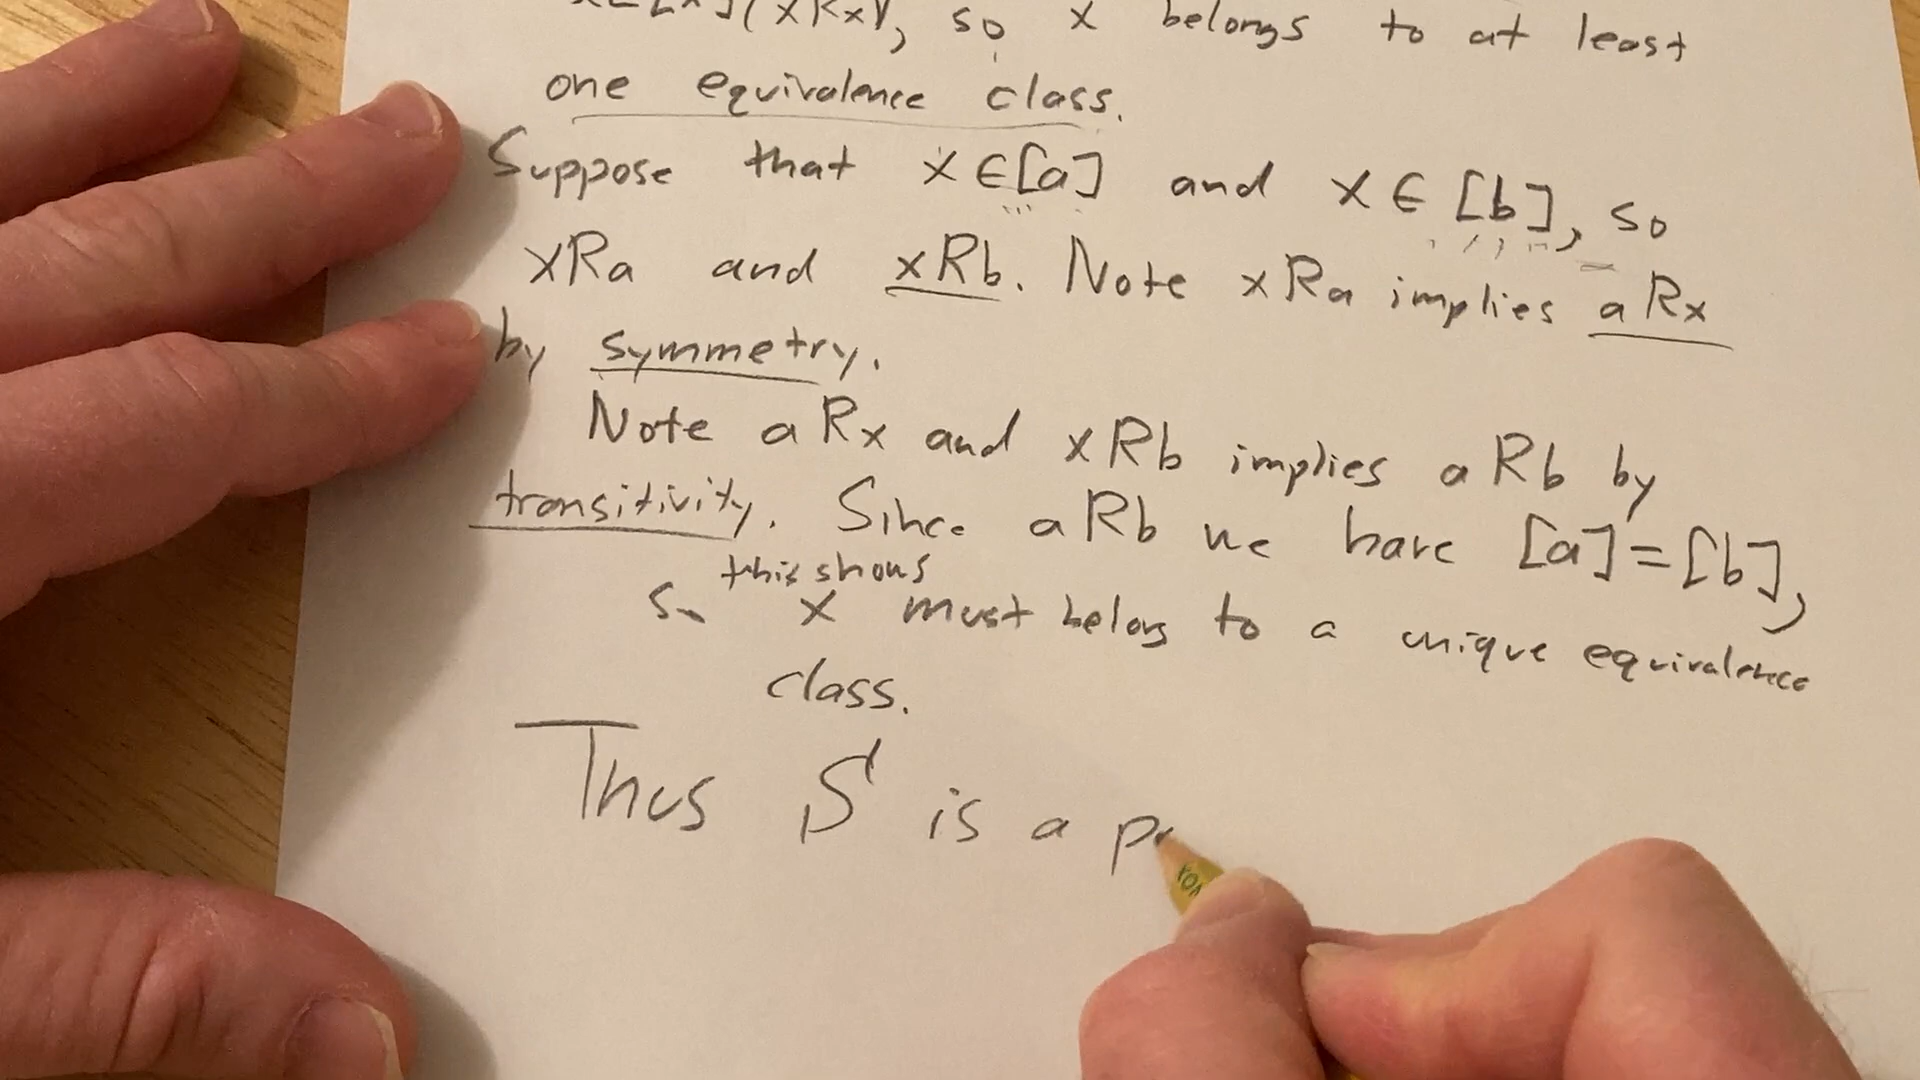 x∈[x](xRx), so x belongs to at least
one equivalence class.
Suppose that x∈[a] and x∈[b], so
xRa and xRb. Note xRa implies aRx
by symmetry.
Note aRx and xRb implies aRb by
transitivity. Since aRb we have [a]=[b],
this shows
so x must belong to a unique equivalence
class.
Thus S is a p